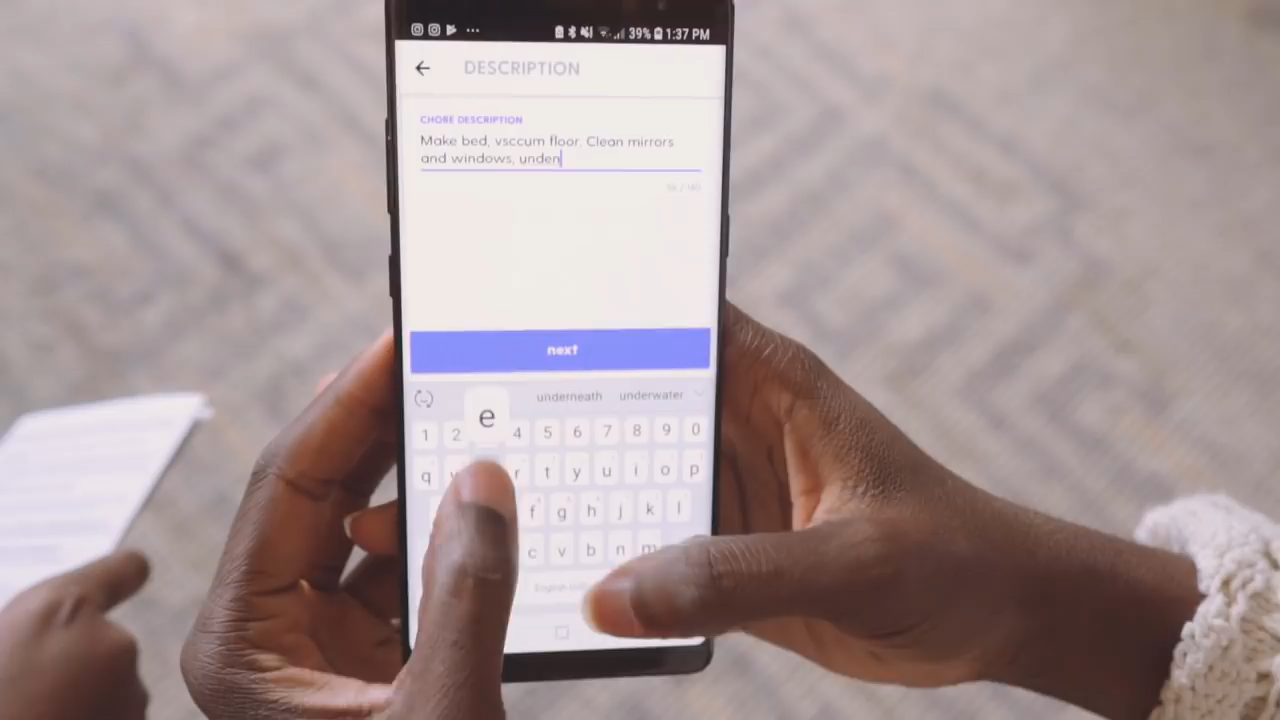 39% 1:37 PM
DESCRIPTION
CHORE DESCRIPTION
Make bed, vsccum floor. Clean mirrors
and windows, unden
next
underneath underwater
e
1 2 4 5 6 7 8 9 0
q r t y u i o p
f g h j k l
c v b n m
English